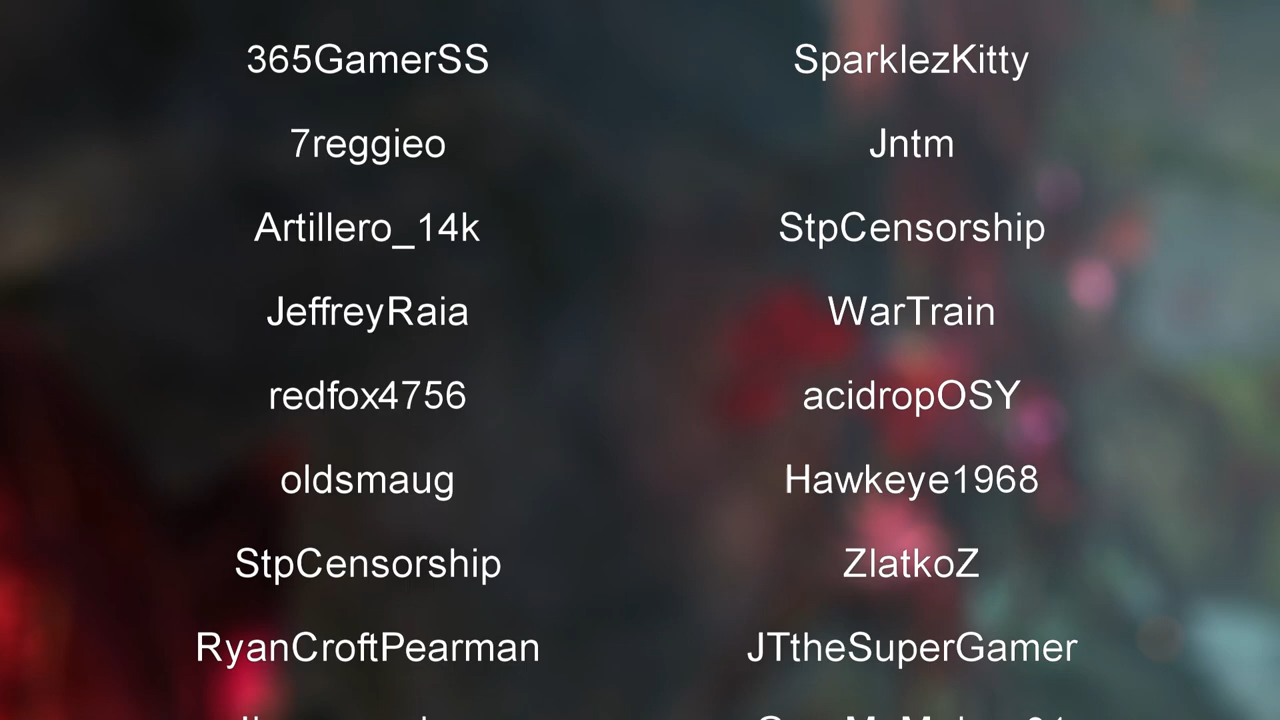 365GamerSS SparklezKitty
7reggieo Jntm
Artillero_14k StpCensorship
JeffreyRaia WarTrain
redfox4756 acidropOSY
oldsmaug Hawkeye1968
StpCensorship ZlatkoZ
RyanCroftPearman JTtheSuperGamer